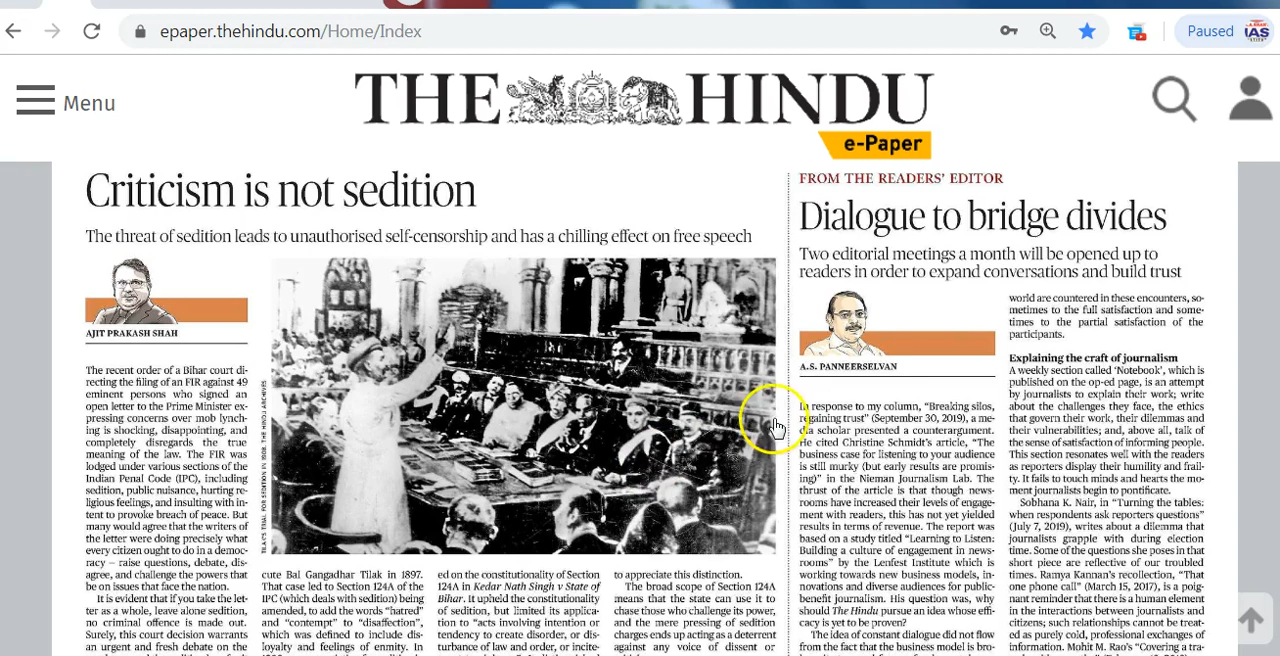 epaper.thehindu.com/Home/Index
Paused
IAS
Menu
THE HINDU
e-Paper
Criticism is not sedition
The threat of sedition leads to unauthorised self-censorship and has a chilling effect on free speech
AJIT PRAKASH SHAH
The recent order of a Bihar court di-
recting the filing of an FIR against 49
eminent persons who signed an
open letter to the Prime Minister ex-
pressing concerns over mob lynch-
ing is shocking, disappointing, and
completely disregards the true
meaning of the law. The FIR was
lodged under various sections of the
Indian Penal Code (IPC), including
sedition, public nuisance, hurting re-
ligious feelings, and insulting with in-
tent to provoke breach of peace. But
many would agree that the writers of
the letter were doing precisely what
every citizen ought to do in a democ-
racy – raise questions, debate, dis-
agree, and challenge the powers that
be on issues that face the nation.
It is evident that if you take the let-
ter as a whole, leave alone sedition,
no criminal offence is made out.
Surely, this court decision warrants
an urgent and fresh debate on the
TILAK'S TRIAL FOR SEDITION IN 1908. THE HINDU ARCHIVES
cute Bal Gangadhar Tilak in 1897.
That case led to Section 124A of the
IPC (which deals with sedition) being
amended, to add the words “hatred”
and “contempt” to “disaffection”,
which was defined to include dis-
loyalty and feelings of enmity. In
ed on the constitutionality of Section
124A in Kedar Nath Singh v State of
Bihar. It upheld the constitutionality
of sedition, but limited its applica-
tion to “acts involving intention or
tendency to create disorder, or dis-
turbance of law and order, or incite-
to appreciate this distinction.
The broad scope of Section 124A
means that the state can use it to
chase those who challenge its power,
and the mere pressing of sedition
charges ends up acting as a deterrent
against any voice of dissent or
FROM THE READERS’ EDITOR
Dialogue to bridge divides
Two editorial meetings a month will be opened up to
readers in order to expand conversations and build trust
A.S. PANNEERSELVAN
In response to my column, “Breaking silos,
regaining trust” (September 30, 2019), a me-
dia scholar presented a counterargument.
He cited Christine Schmidt’s article, “The
business case for listening to your audience
is still murky (but early results are promis-
ing)” in the Nieman Journalism Lab. The
thrust of the article is that though news-
rooms have increased their levels of engage-
ment with readers, this has not yet yielded
results in terms of revenue. The report was
based on a study titled “Learning to Listen:
Building a culture of engagement in news-
rooms” by the Lenfest Institute which is
working towards new business models, in-
novations and diverse audiences for public-
benefit journalism. His question was, why
should The Hindu pursue an idea whose effi-
cacy is yet to be proven?
The idea of constant dialogue did not flow
from the fact that the business model is bro-
world are countered in these encounters, so-
metimes to the full satisfaction and some-
times to the partial satisfaction of the
participants.
Explaining the craft of journalism
A weekly section called ‘Notebook’, which is
published on the op-ed page, is an attempt
by journalists to explain their work; write
about the challenges they face, the ethics
that govern their work, their dilemmas and
their vulnerabilities; and, above all, talk of
the sense of satisfaction of informing people.
This section resonates well with the readers
as reporters display their humility and frail-
ty. It fails to touch minds and hearts the mo-
ment journalists begin to pontificate.
Sobhana K. Nair, in “Turning the tables:
when respondents ask reporters questions”
(July 7, 2019), writes about a dilemma that
journalists grapple with during election
time. Some of the questions she poses in that
short piece are reflective of our troubled
times. Ramya Kannan’s recollection, “That
one phone call” (March 15, 2017), is a poig-
nant reminder that there is a human element
in the interactions between journalists and
citizens; such relationships cannot be treat-
ed as purely cold, professional exchanges of
information. Mohit M. Rao’s “Covering a tra-